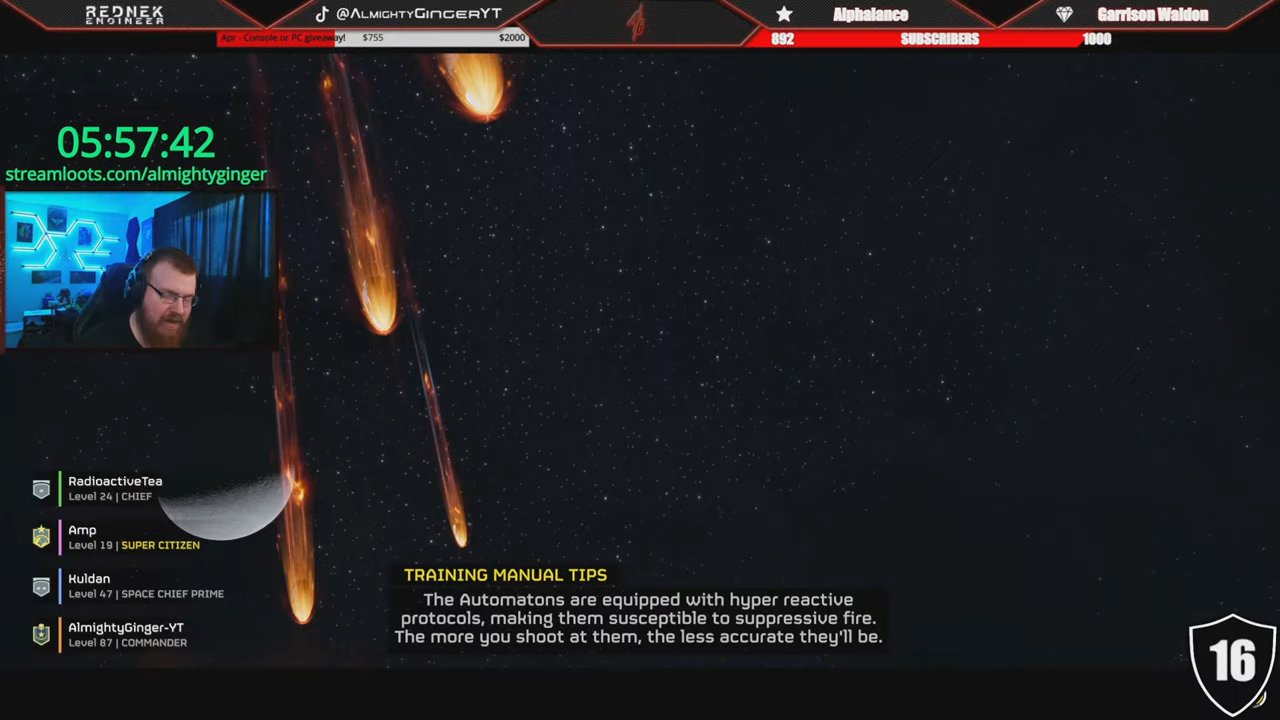 REDNEK
ENGINEER
@AlmightyGingerYT
Alphalance
Garrison Waldon
Apr - Console or PC giveaway!
$755
$2000
892
SUBSCRIBERS
1000
05:57:42
streamloots.com/almightyginger
RadioactiveTea
Level 24 | CHIEF
Amp
Level 19 | SUPER CITIZEN
Kuldan
Level 47 | SPACE CHIEF PRIME
AlmightyGinger-YT
Level 87 | COMMANDER
TRAINING MANUAL TIPS
The Automatons are equipped with hyper reactive
protocols, making them susceptible to suppressive fire.
The more you shoot at them, the less accurate they'll be.
16